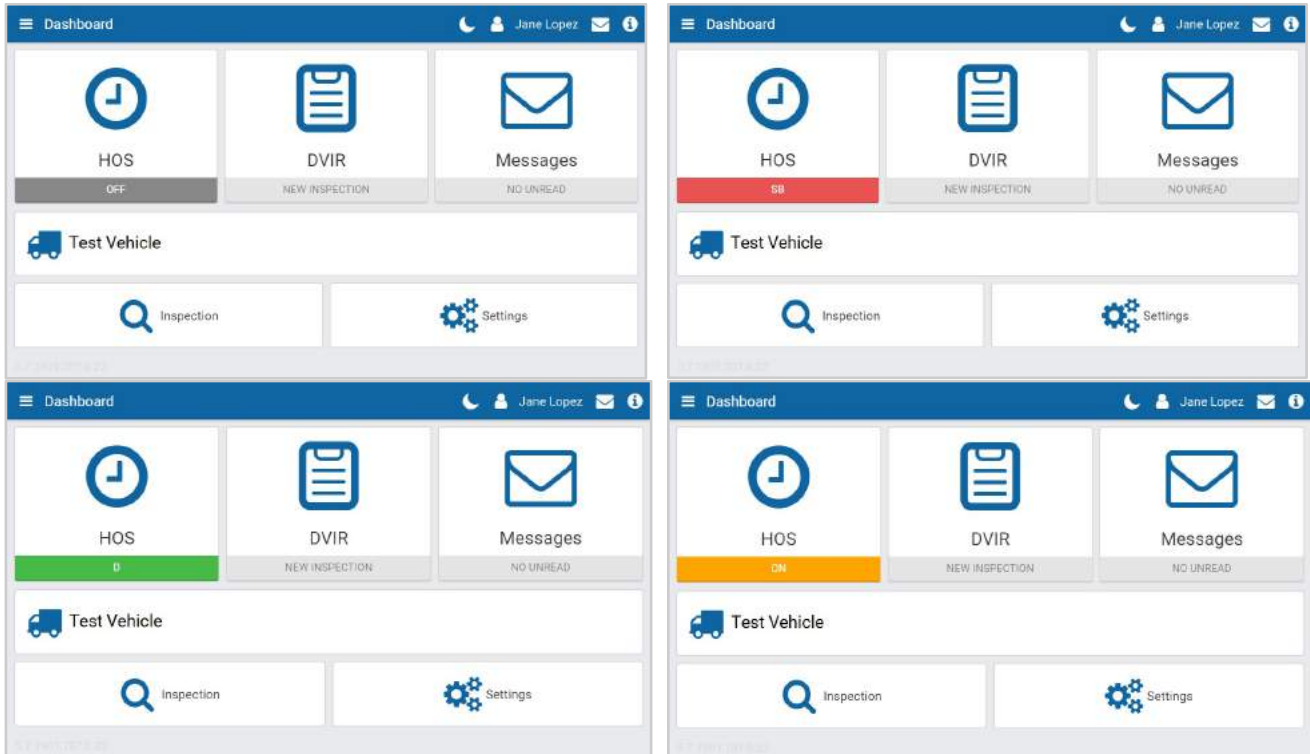 Dashboard Jane Lopez
HOS DVIR Messages
OFF NEW INSPECTION NO UNREAD
Test Vehicle
Inspection Settings
Dashboard Jane Lopez
HOS DVIR Messages
SB NEW INSPECTION NO UNREAD
Test Vehicle
Inspection Settings
Dashboard Jane Lopez
HOS DVIR Messages
D NEW INSPECTION NO UNREAD
Test Vehicle
Inspection Settings
Dashboard Jane Lopez
HOS DVIR Messages
ON NEW INSPECTION NO UNREAD
Test Vehicle
Inspection Settings